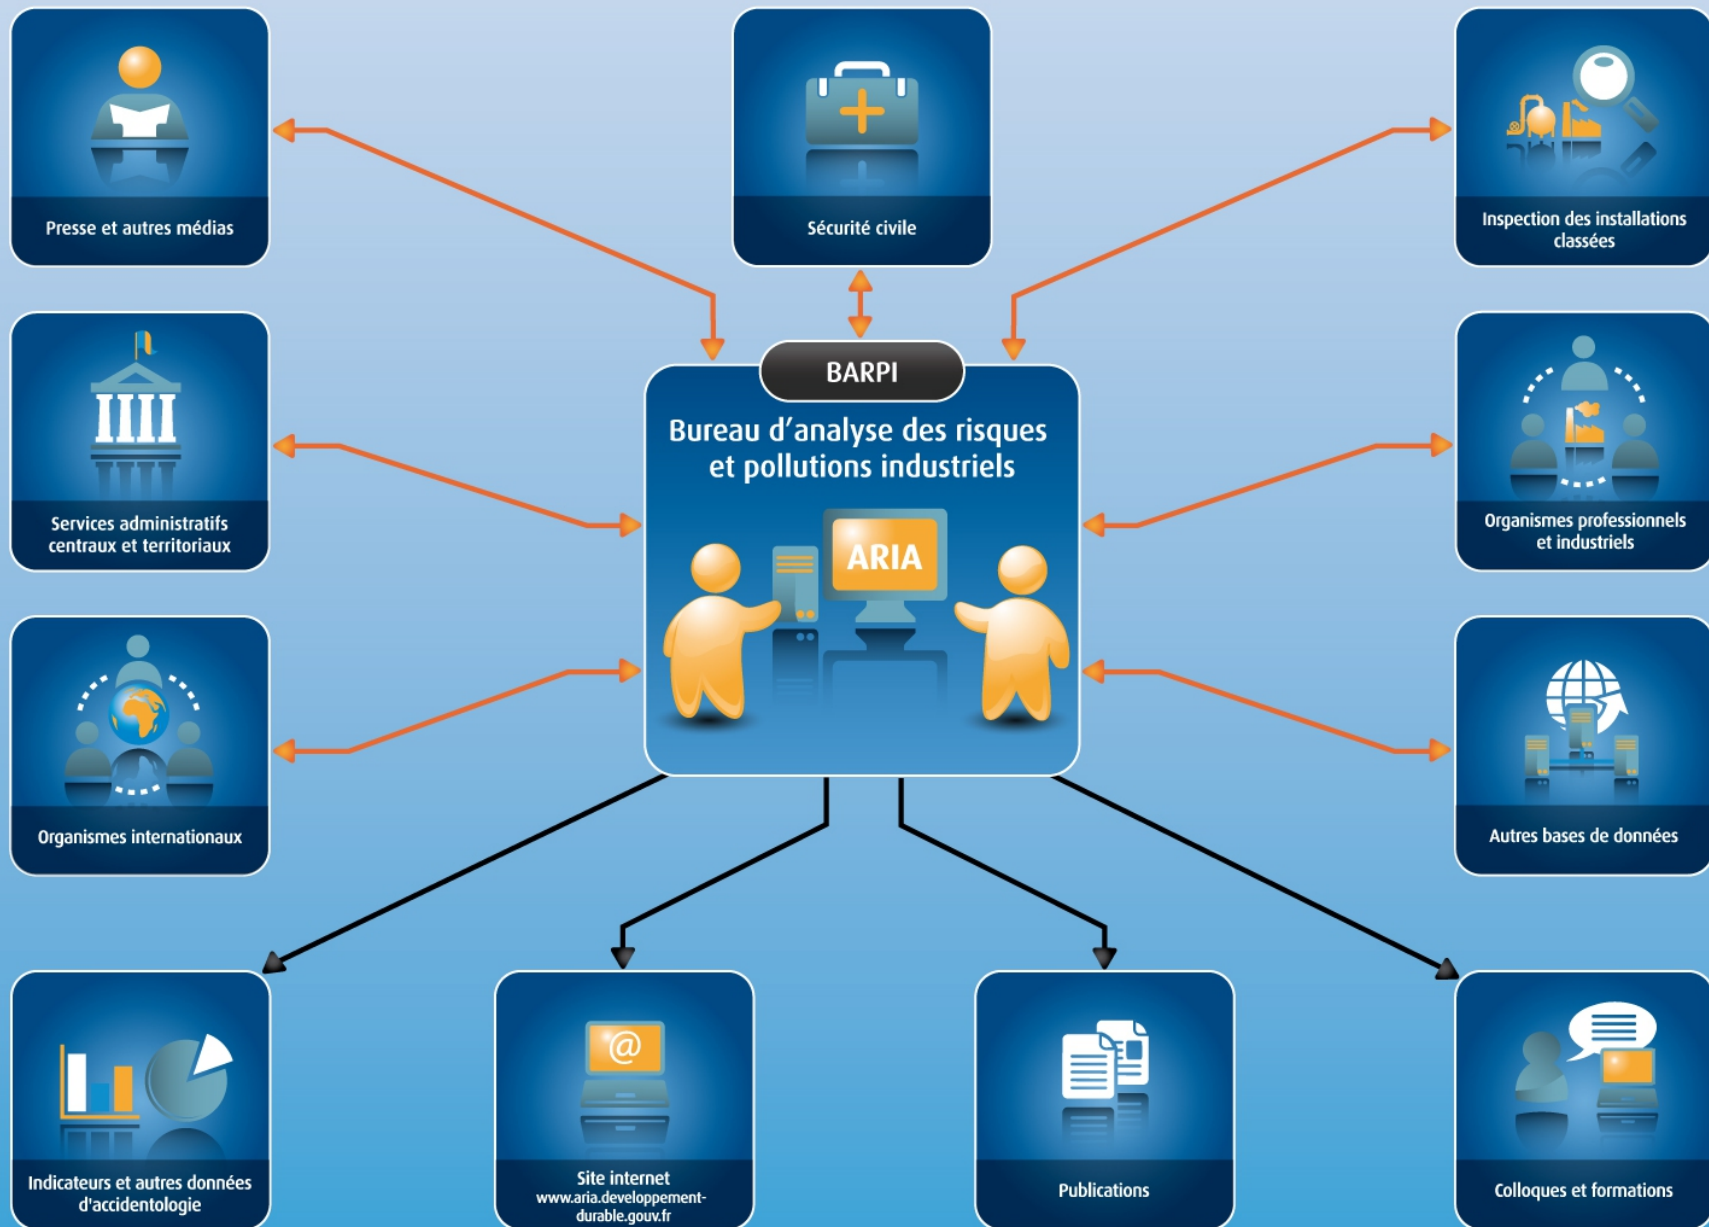 Presse et autres médias
Sécurité civile
Inspection des installations
classées
BARPI
Bureau d'analyse des risques
et pollutions industriels
ARIA
Services administratifs
centraux et territoriaux
Organismes professionnels
et industriels
Organismes internationaux
Autres bases de données
Indicateurs et autres données
d'accidentologie
@
Site internet
www.aria.developpement-
durable.gouv.fr
Publications
Colloques et formations